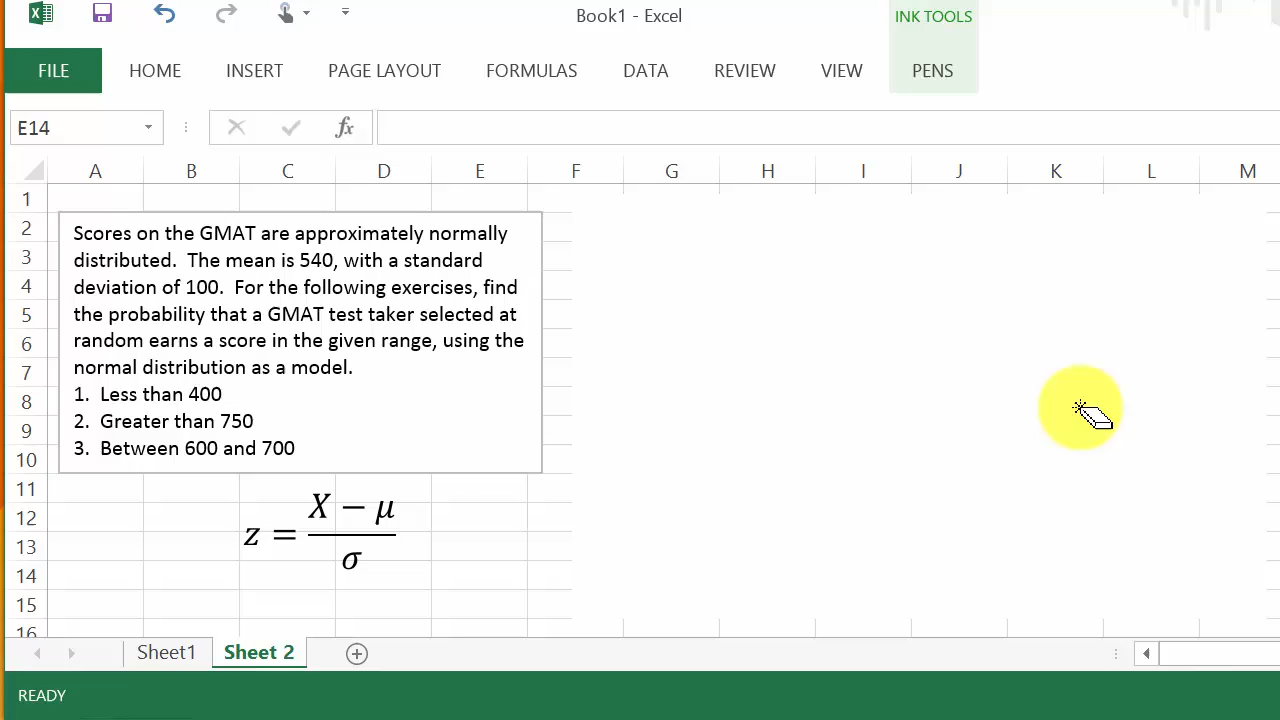 Book1 - Excel
INK TOOLS
FILE HOME INSERT PAGE LAYOUT FORMULAS DATA REVIEW VIEW PENS
E14 fx
A B C D E F G H I J K L M
1
2
3
4
5
6
7
8
9
10
11
12
13
14
15
16
Scores on the GMAT are approximately normally
distributed. The mean is 540, with a standard
deviation of 100. For the following exercises, find
the probability that a GMAT test taker selected at
random earns a score in the given range, using the
normal distribution as a model.
1. Less than 400
2. Greater than 750
3. Between 600 and 700
z = (X − μ) / σ
Sheet1 Sheet 2
READY